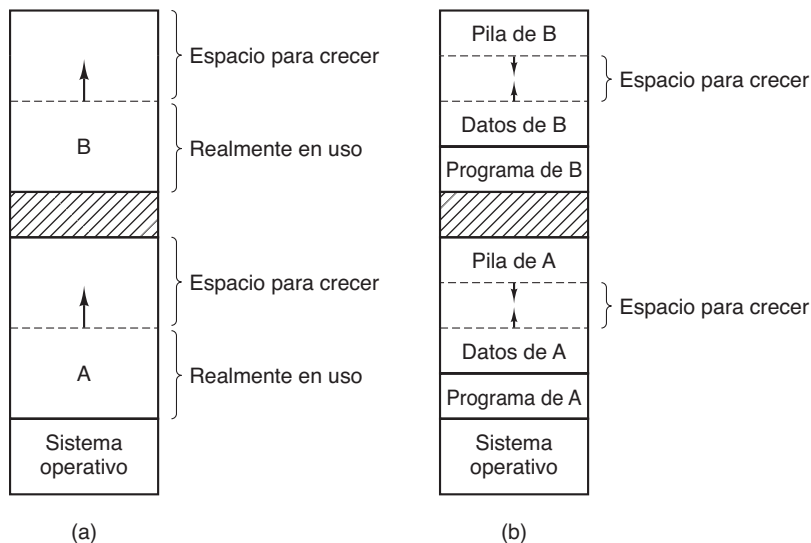 Espacio para crecer
B
Realmente en uso
Espacio para crecer
A
Realmente en uso
Sistema
operativo
(a)
Pila de B
Espacio para crecer
Datos de B
Programa de B
Pila de A
Espacio para crecer
Datos de A
Programa de A
Sistema
operativo
(b)